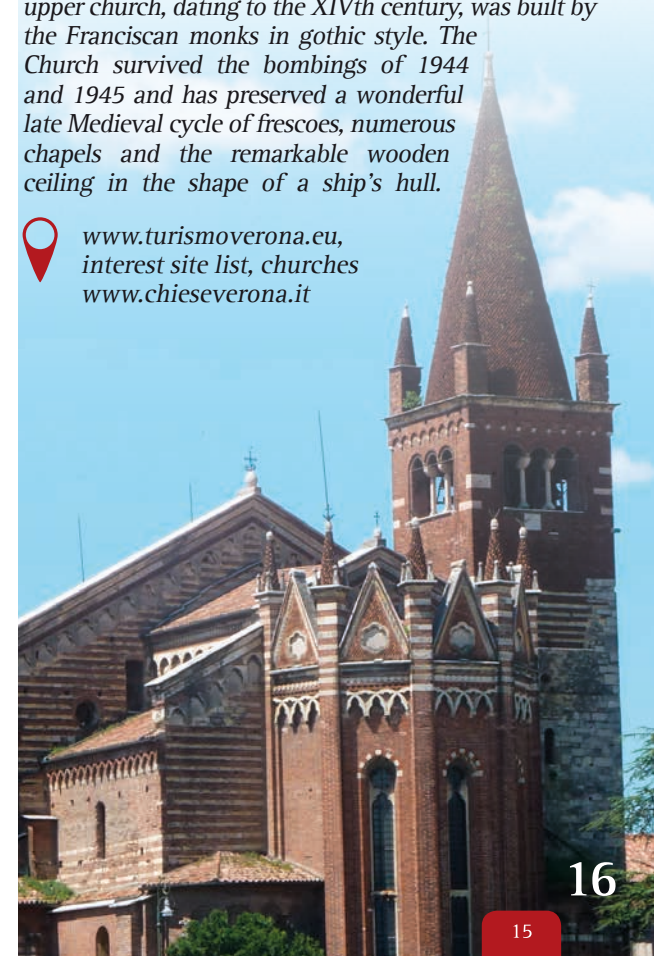 upper church, dating to the XIVth century, was built by
the Franciscan monks in gothic style. The
Church survived the bombings of 1944
and 1945 and has preserved a wonderful
late Medieval cycle of frescoes, numerous
chapels and the remarkable wooden
ceiling in the shape of a ship's hull.
www.turismoverona.eu,
interest site list, churches
www.chieseverona.it
16
15